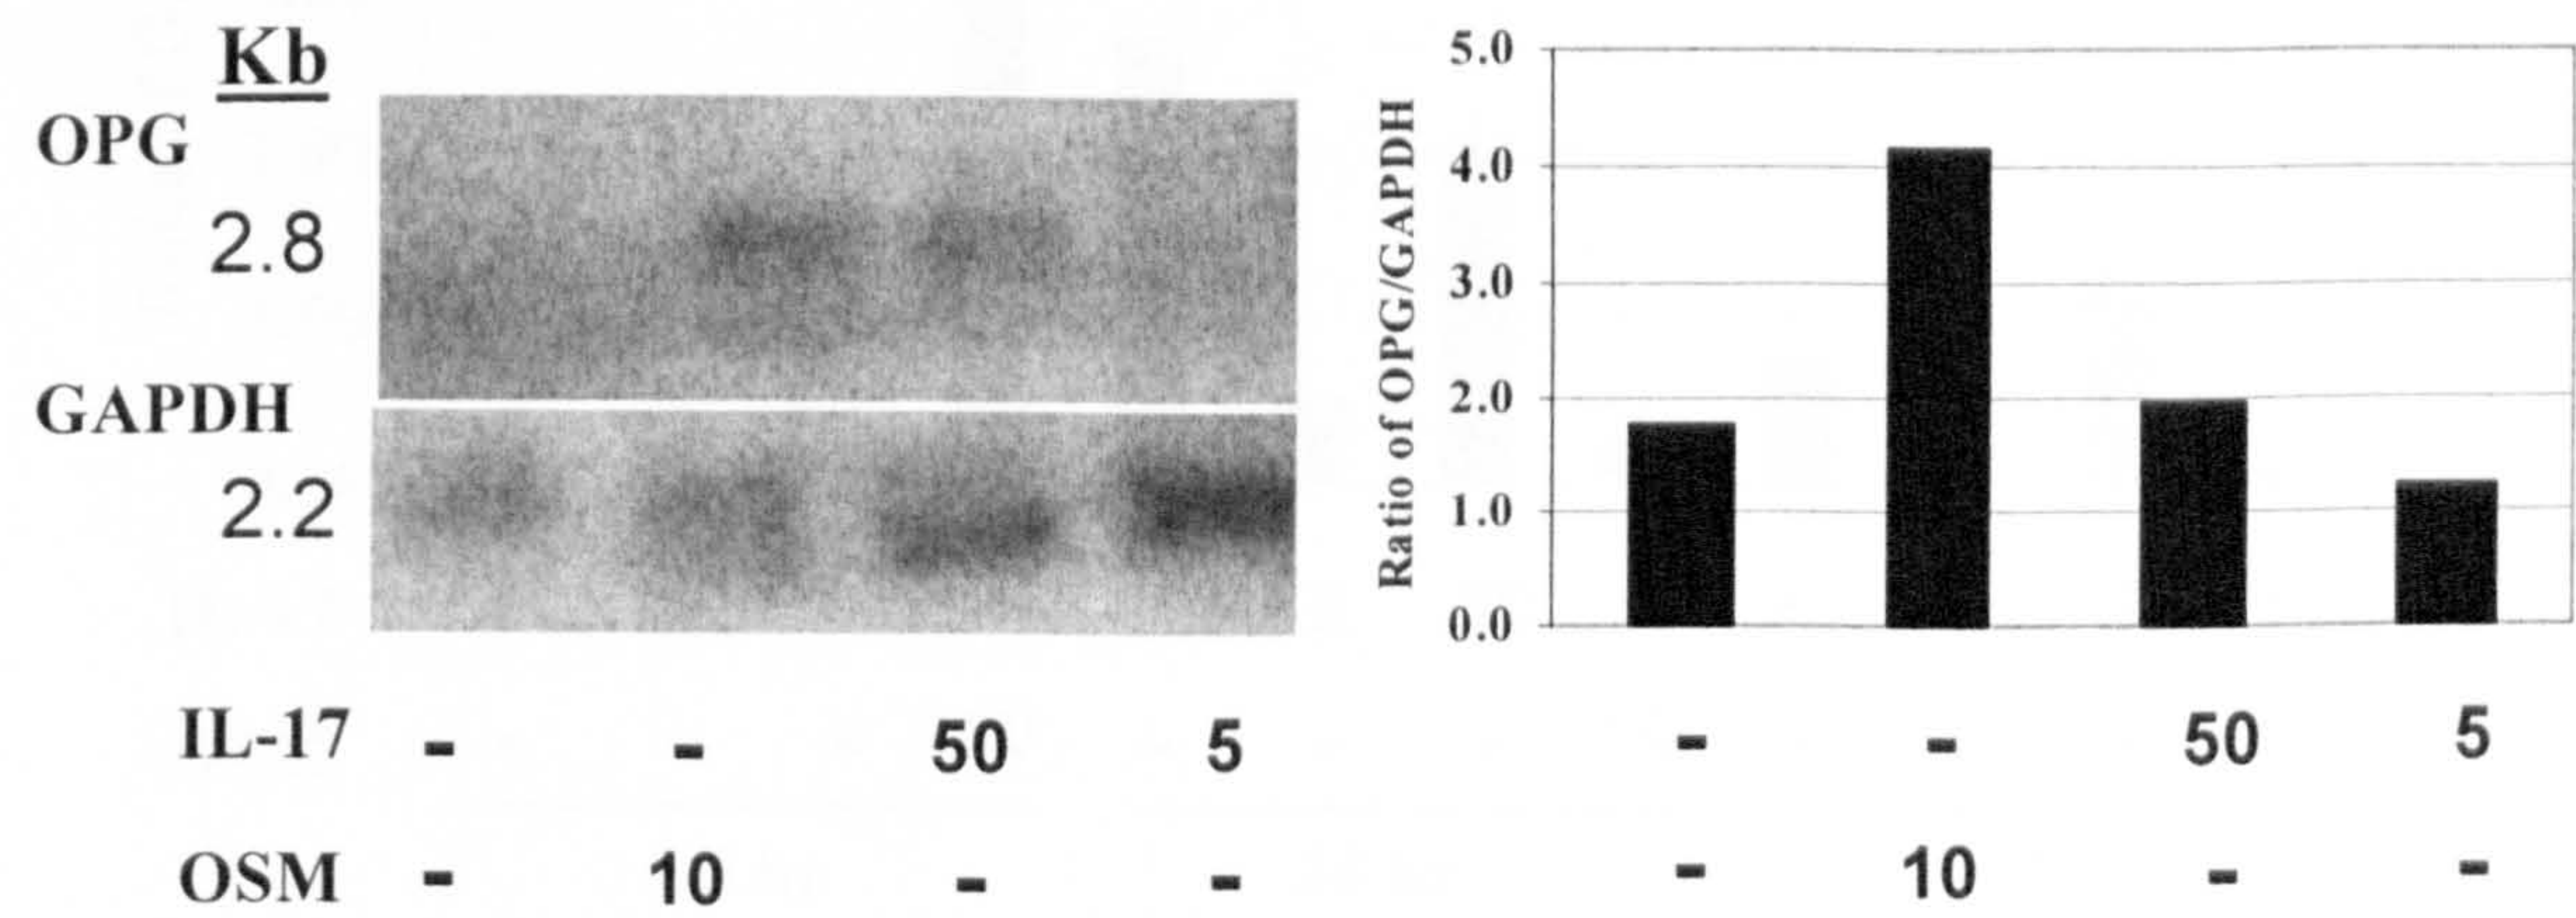 Kb
OPG
2.8
GAPDH
2.2
IL-17 - - 50 5
OSM - 10 - -
Ratio of OPG/GAPDH
5.0
4.0
3.0
2.0
1.0
0.0
- - 50 5
- 10 - -